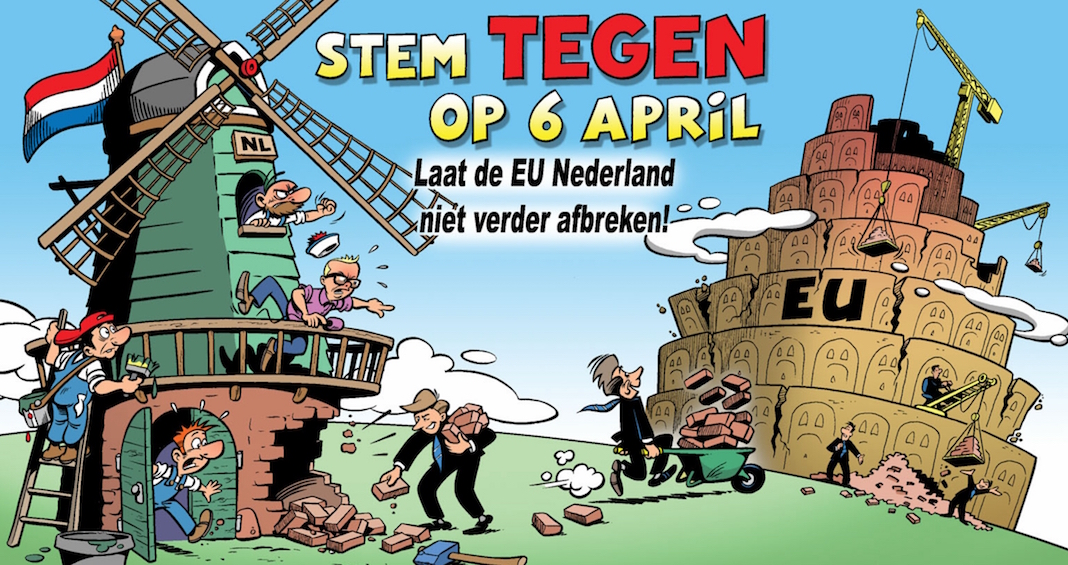 STEM TEGEN
OP 6 APRiL
Laat de EU Nederland
niet verder afbreken!
NL
EU